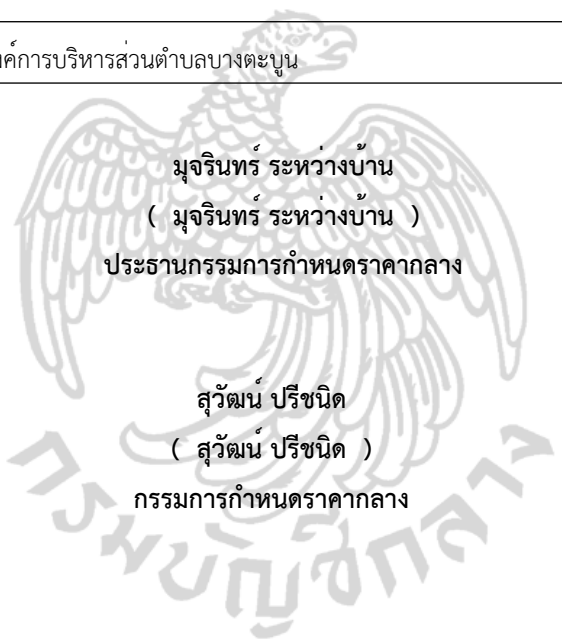 งค์การบริหารส่วนตำบลบางตะบูน
มุจรินทร์ ระหว่างบ้าน
( มุจรินทร์ ระหว่างบ้าน )
ประธานกรรมการกำหนดราคากลาง
สุวัฒน์ ปรีชนิด
( สุวัฒน์ ปรีชนิด )
กรรมการกำหนดราคากลาง
กรมบัญชีกลาง